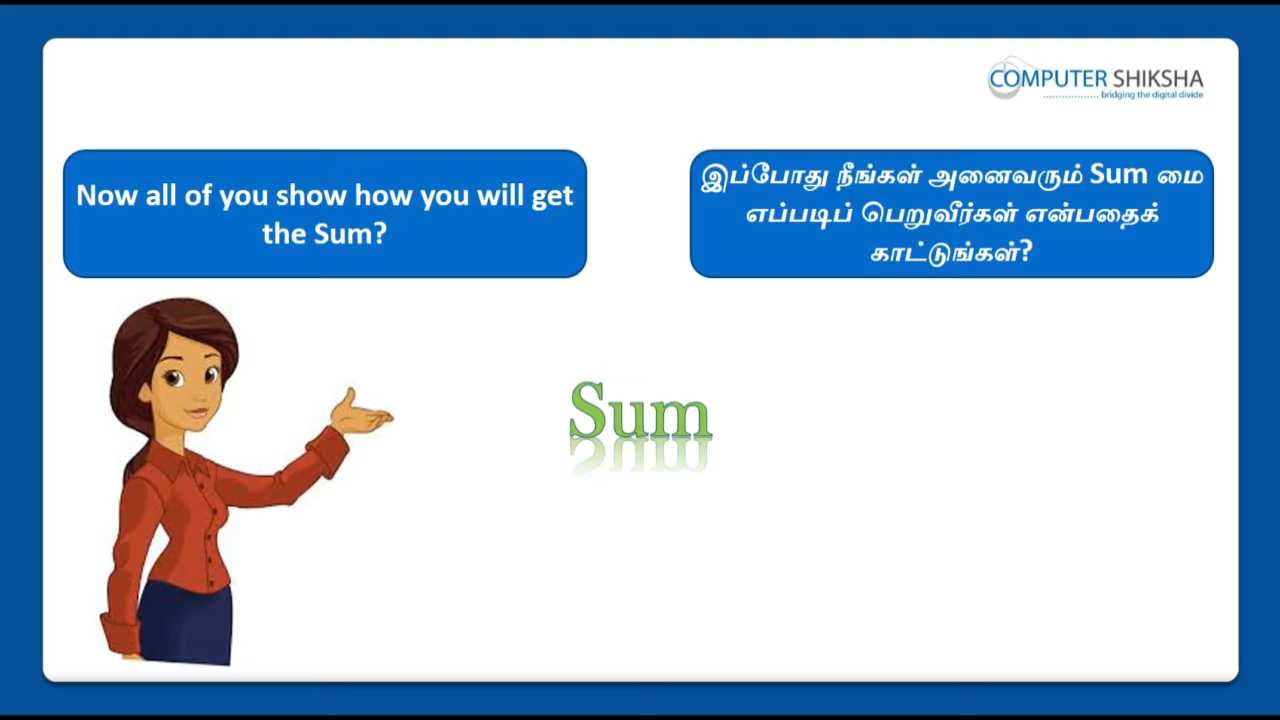 COMPUTER SHIKSHA
bridging the digital divide
Now all of you show how you will get
the Sum?
இப்போது நீங்கள் அனைவரும் Sum மை
எப்படிப் பெறுவீர்கள் என்பதைக்
காட்டுங்கள்?
Sum